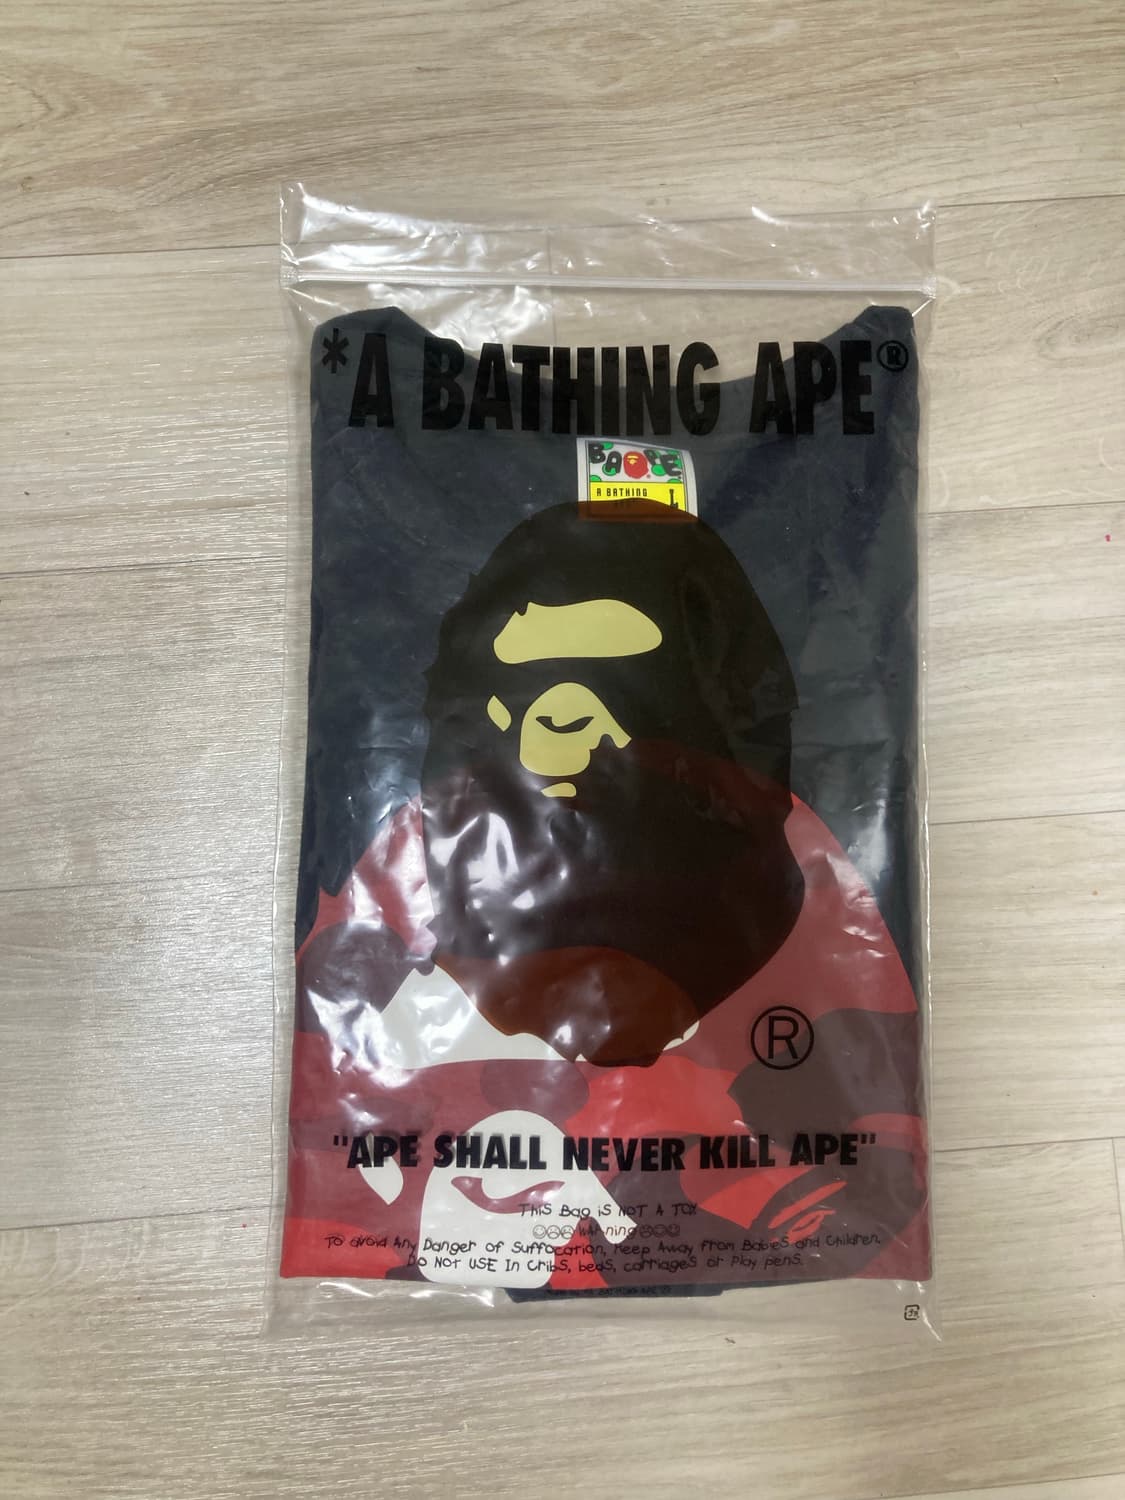 *A BATHING APE®
BAPE
A BATHING
L
®
"APE SHALL NEVER KILL APE"
THiS Bag iS NOT A TOY
WARning
TO avoid Any Danger of Suffocation, Keep Away From BabieS and Children.
DO NOT USE In CribS, beds, carriageS or Play pens.